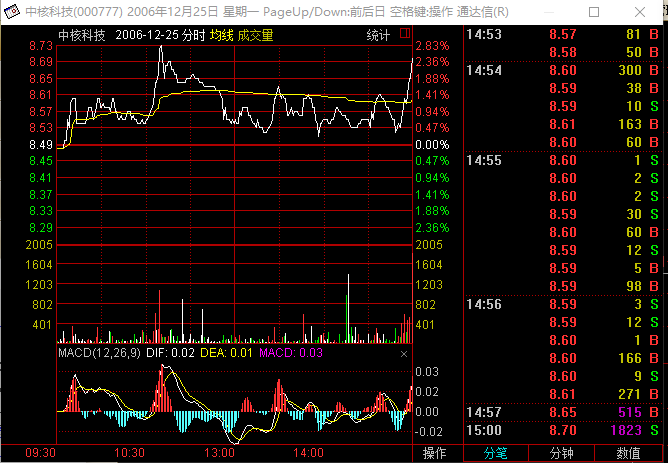 中核科技(000777) 2006年12月25日 星期一 PageUp/Down:前后日 空格键:操作 通达信(R)
中核科技 2006-12-25 分时 均线 成交量 统计
8.73 2.83%
8.69 2.36%
8.65 1.88%
8.61 1.41%
8.57 0.94%
8.53 0.47%
8.49 0.00%
8.45 0.47%
8.41 0.94%
8.37 1.41%
8.33 1.88%
8.29 2.36%
2005 2005
1604 1604
1203 1203
802 802
401 401
MACD(12,26,9) DIF: 0.02 DEA: 0.01 MACD: 0.03 ×
0.03
0.02
0.00
-0.02
09:30 10:30 13:00 14:00 操作
14:53 8.57 81 B
8.58 50 B
14:54 8.60 300 B
8.59 38 B
8.59 10 S
8.61 163 B
8.60 60 B
14:55 8.60 1 S
8.60 2 S
8.60 2 S
8.59 30 S
8.60 60 B
8.59 12 S
8.59 5 B
8.59 98 B
14:56 8.59 3 S
8.59 12 S
8.60 1 B
8.60 166 B
8.60 9 S
8.61 271 B
14:57 8.65 515 B
15:00 8.70 1823 S
分笔 分钟 数值